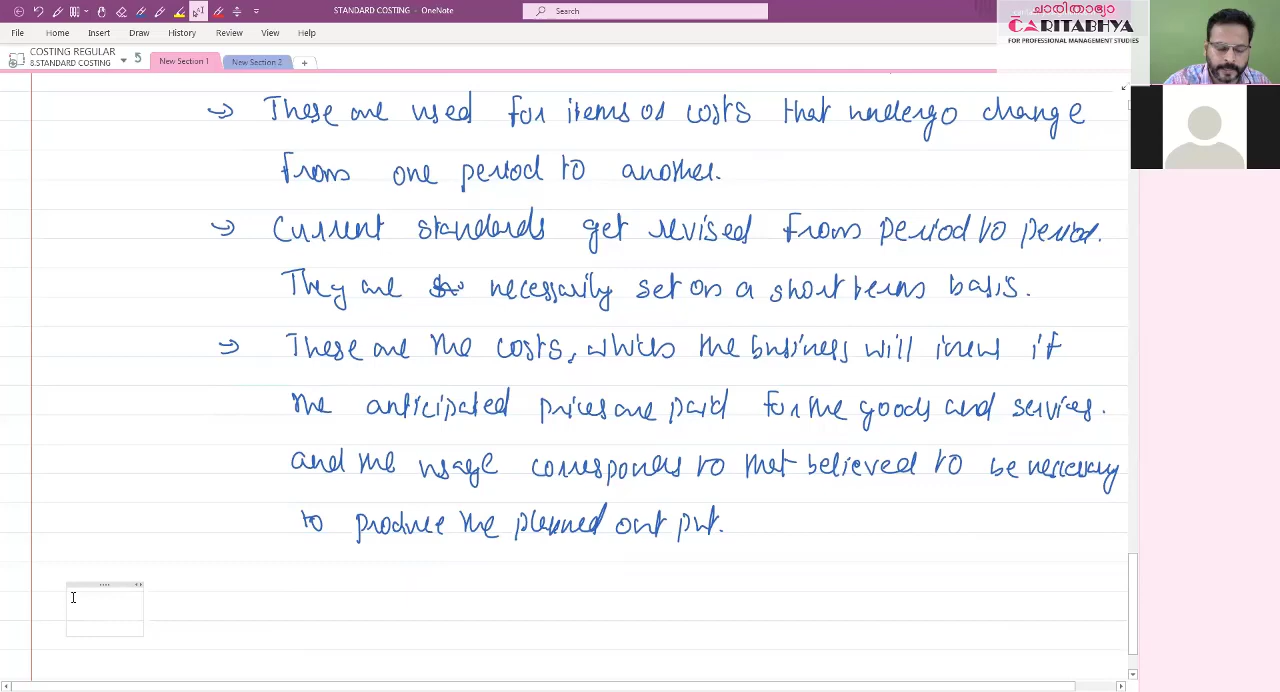 STANDARD COSTING - OneNote
Search
ചാരിതാഭ്യാ
CARITABHYA
FOR PROFESSIONAL MANAGEMENT STUDIES
File Home Insert Draw History Review View Help
COSTING REGULAR
8.STANDARD COSTING
New Section 1 New Section 2
→ These are used for items of costs that undergo change
from one period to another.
→ Current standards get revised from period to period.
They are necessarily set on a short term basis.
→ These are the costs, which the business will incur if
the anticipated prices are paid for the goods and services.
and the usage corresponds to that believed to be necessary
to produce the planned out put.